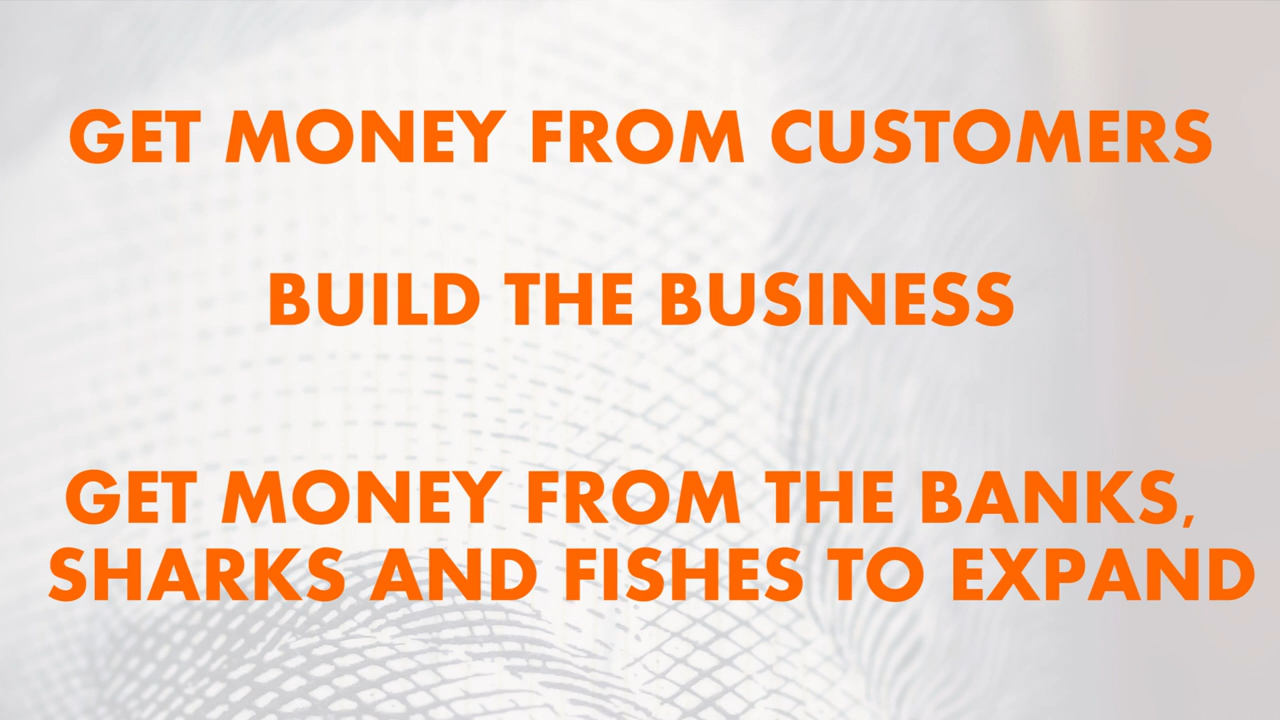 GET MONEY FROM CUSTOMERS
BUILD THE BUSINESS
GET MONEY FROM THE BANKS,
SHARKS AND FISHES TO EXPAND